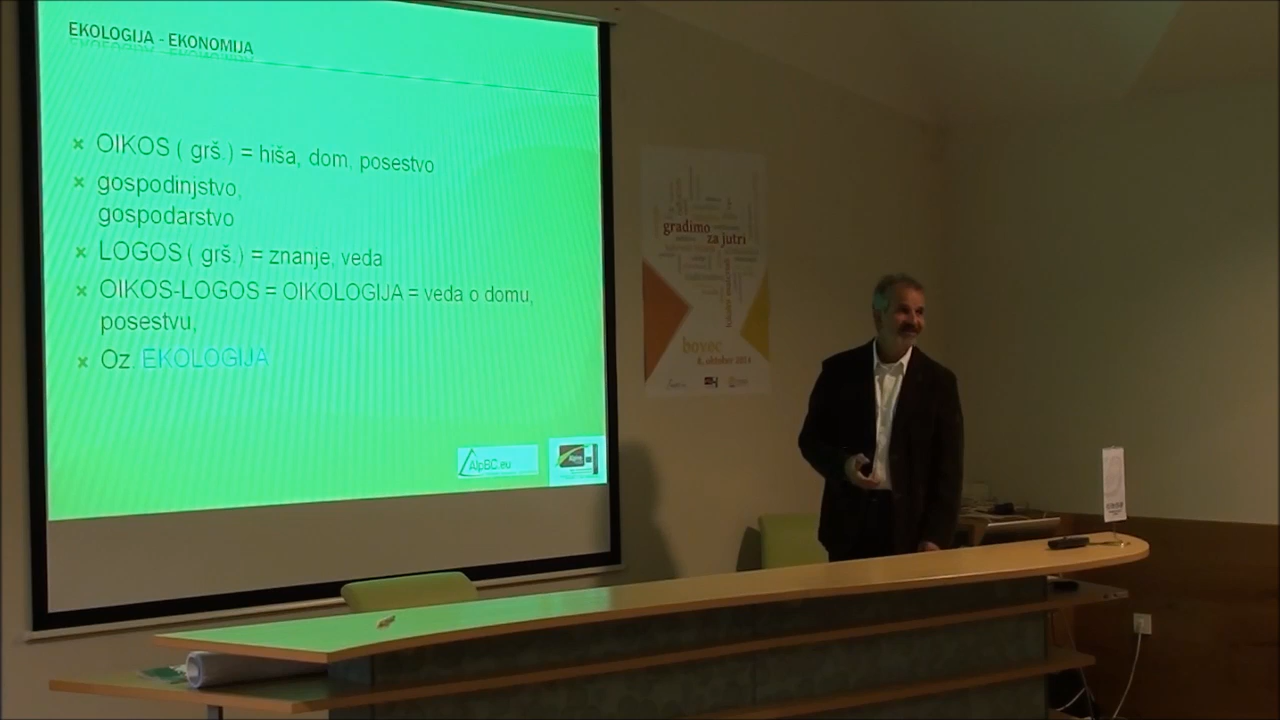 EKOLOGIJA - EKONOMIJA
OIKOS ( grš.) = hiša, dom, posestvo
gospodinjstvo,
gospodarstvo
LOGOS ( grš.) = znanje, veda
OIKOS-LOGOS = OIKOLOGIJA = veda o domu,
posestvu,
Oz. EKOLOGIJA
AlpBC.eu
gradimo
za jutri
bovec